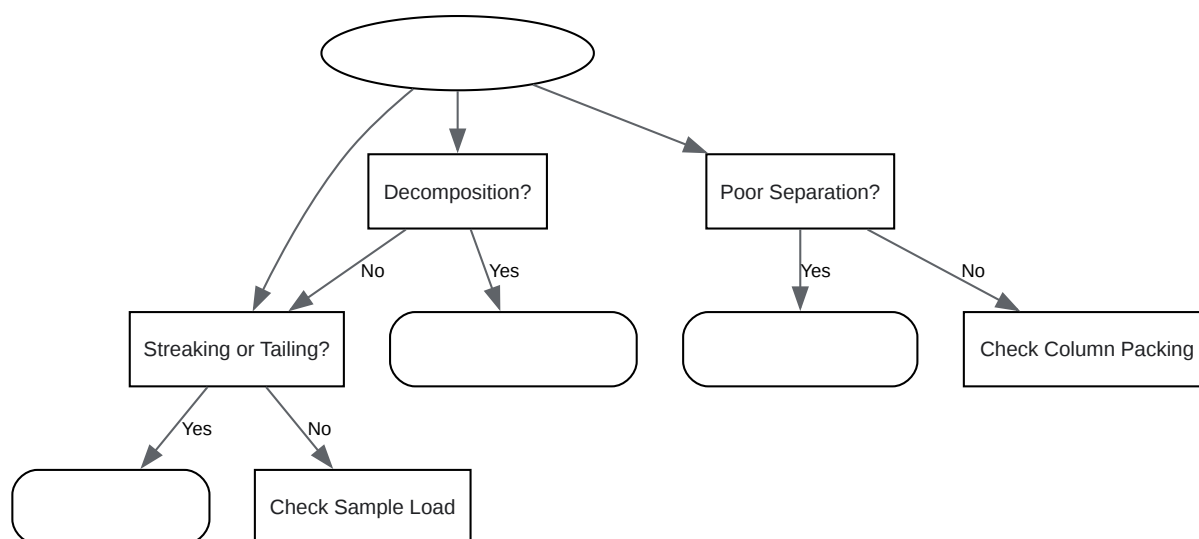 Decomposition?
Poor Separation?
No
Yes
Yes
No
Streaking or Tailing?
Check Column Packing
Yes
No
Check Sample Load